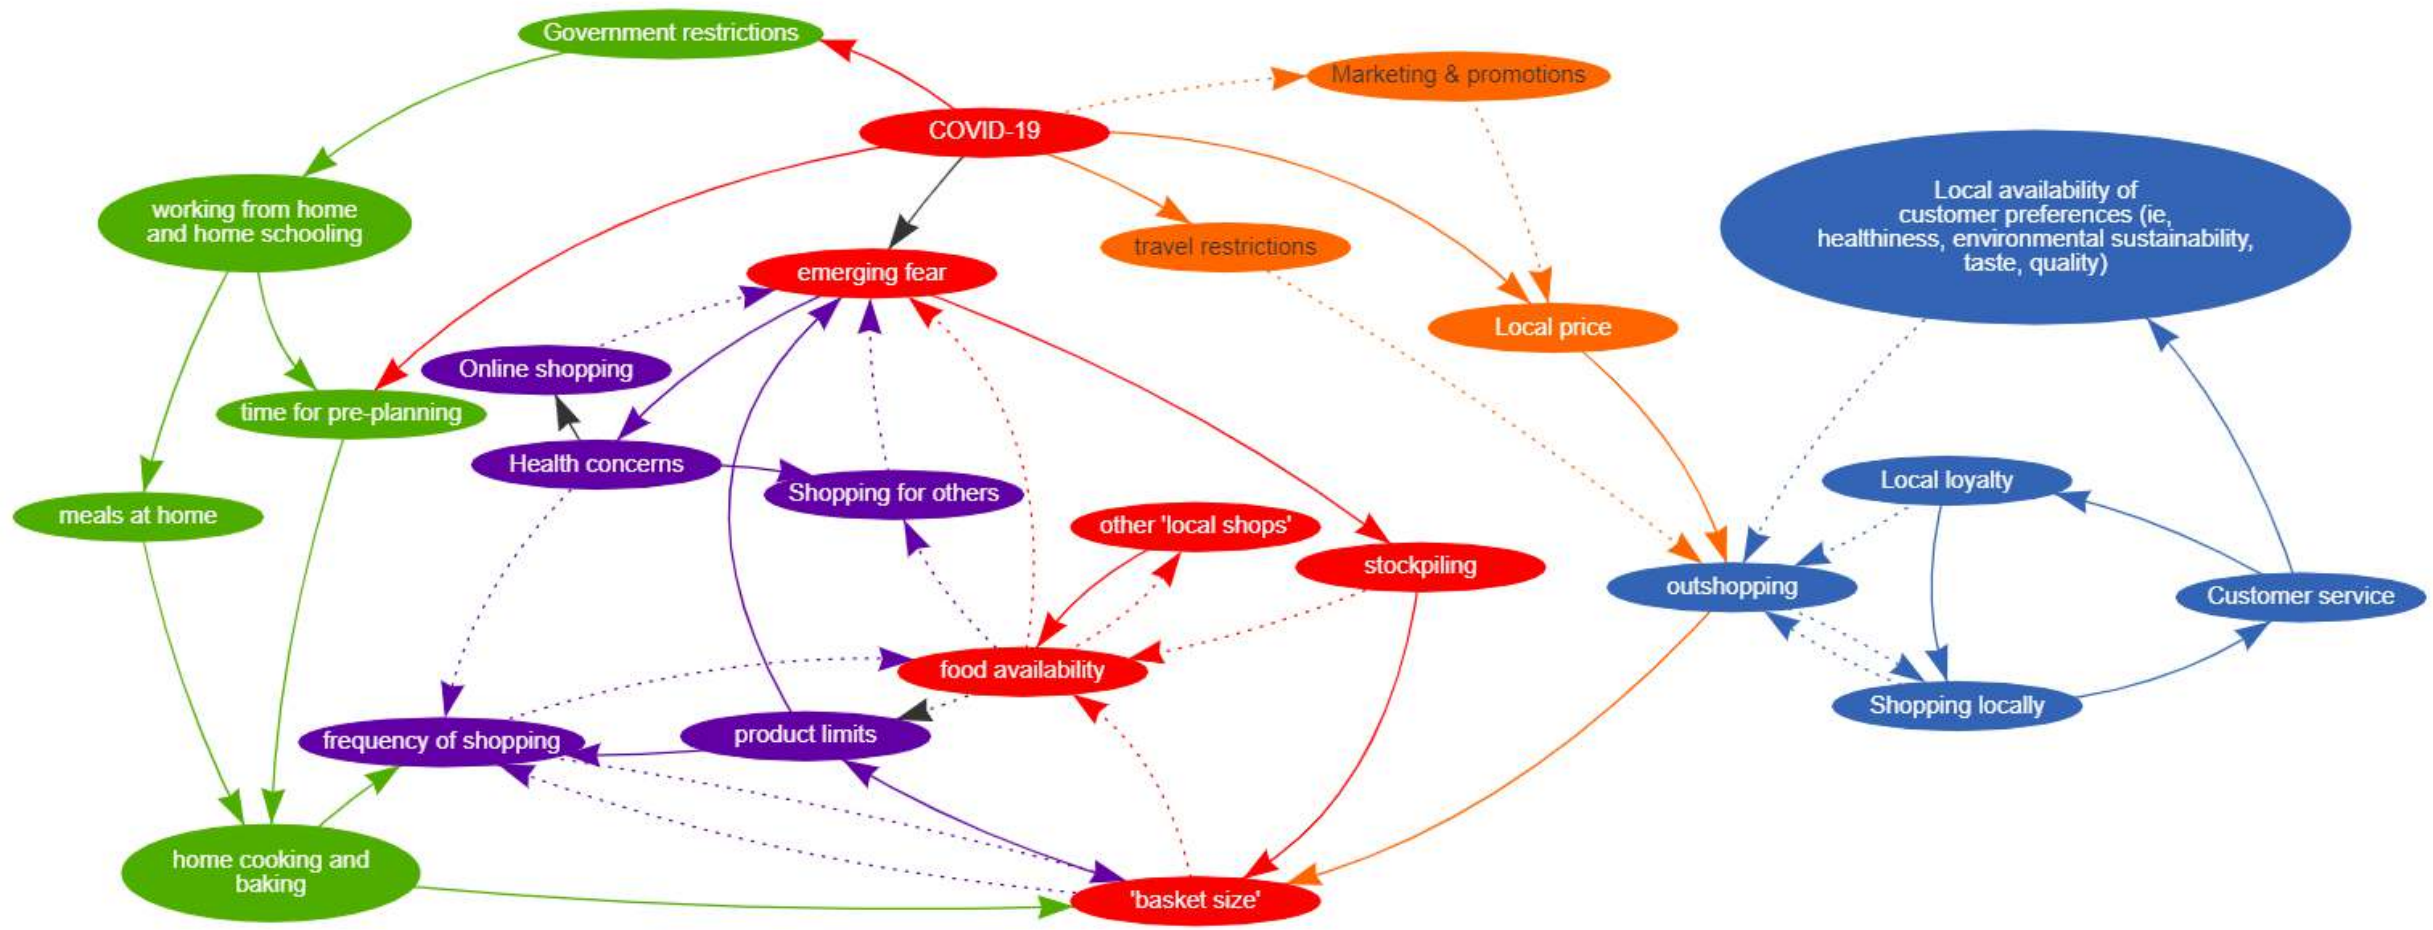 Government restrictions
Marketing & promotions
COVID-19
working from home
and home schooling
Local availability of
customer preferences (ie,
healthiness, environmental sustainability,
taste, quality)
travel restrictions
emerging fear
Local price
Online shopping
time for pre-planning
Health concerns
Shopping for others
Local loyalty
meals at home
other 'local shops'
stockpiling
outshopping
Customer service
food availability
Shopping locally
frequency of shopping
product limits
home cooking and
baking
'basket size'